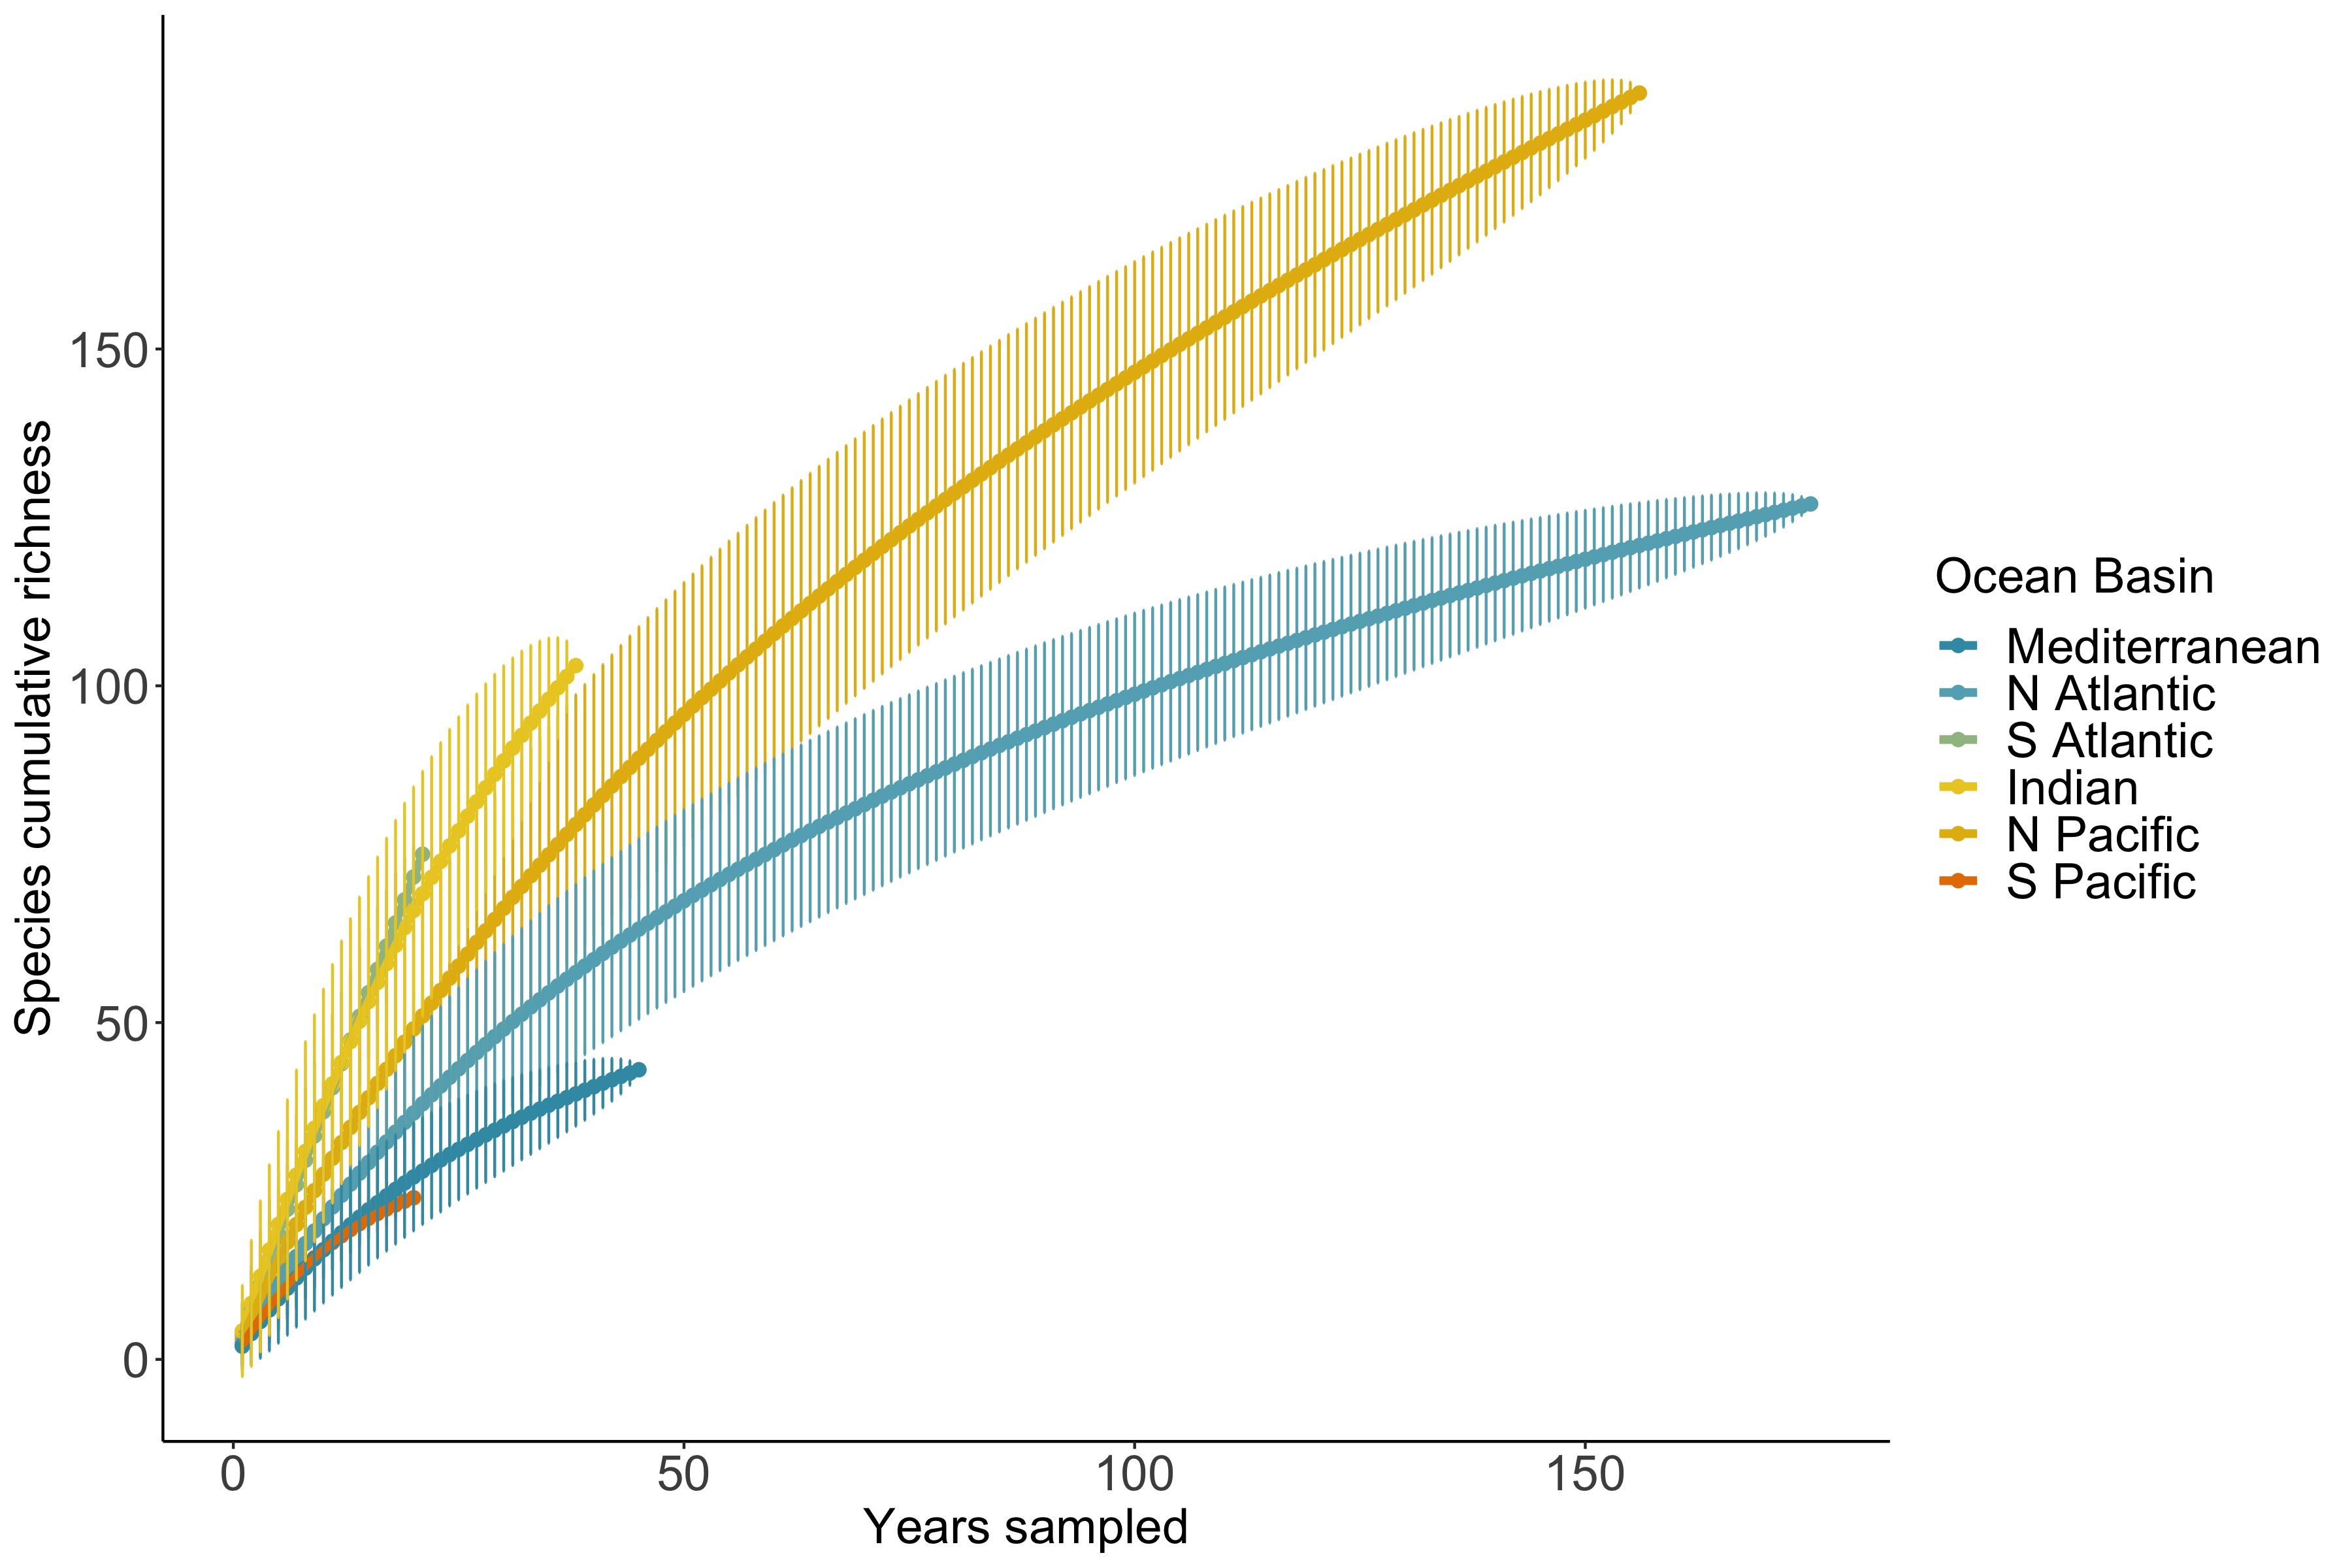 Species cumulative richness
150
100
50
0
0 50 100 150
Years sampled
Ocean Basin
Mediterranean
N Atlantic
S Atlantic
Indian
N Pacific
S Pacific